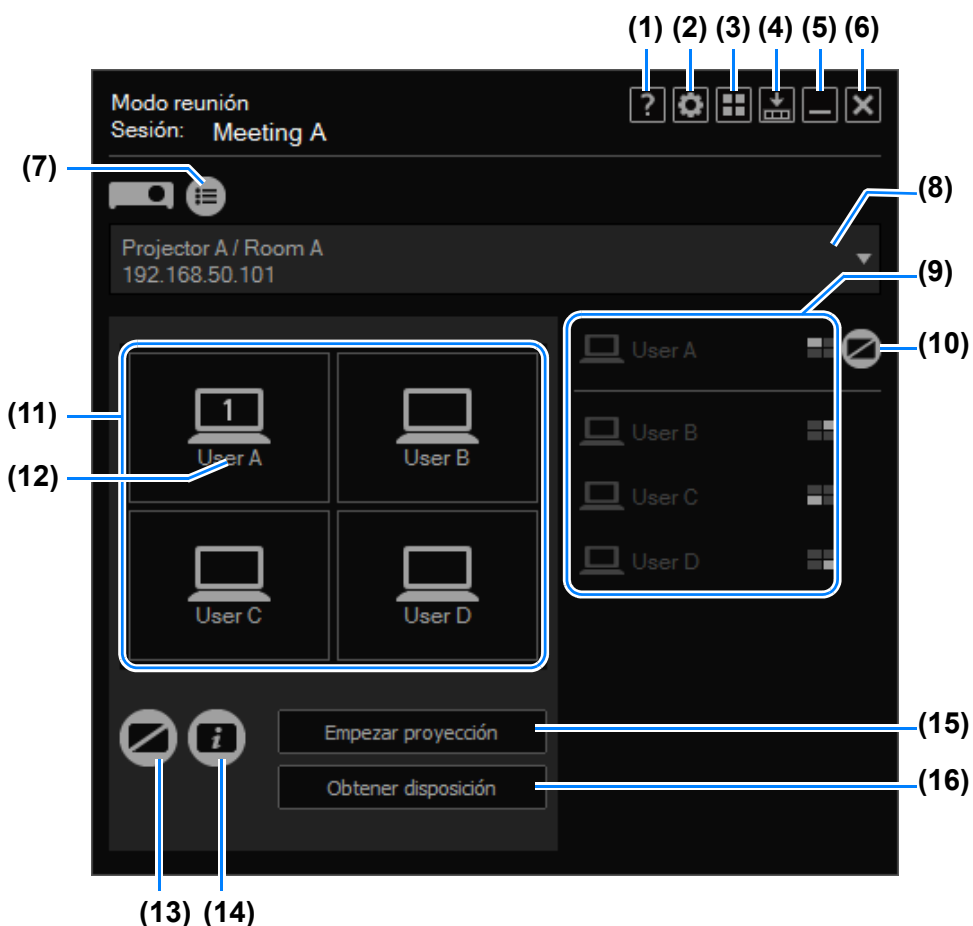 (1) (2) (3) (4) (5) (6)
Modo reunión
Sesión: Meeting A
?
(7)
(8)
Projector A / Room A
192.168.50.101
(9)
User A
(10)
(11)
1
User A
User B
User B
(12)
User C
User D
User C
User D
i
Empezar proyección
(15)
Obtener disposición
(16)
(13) (14)